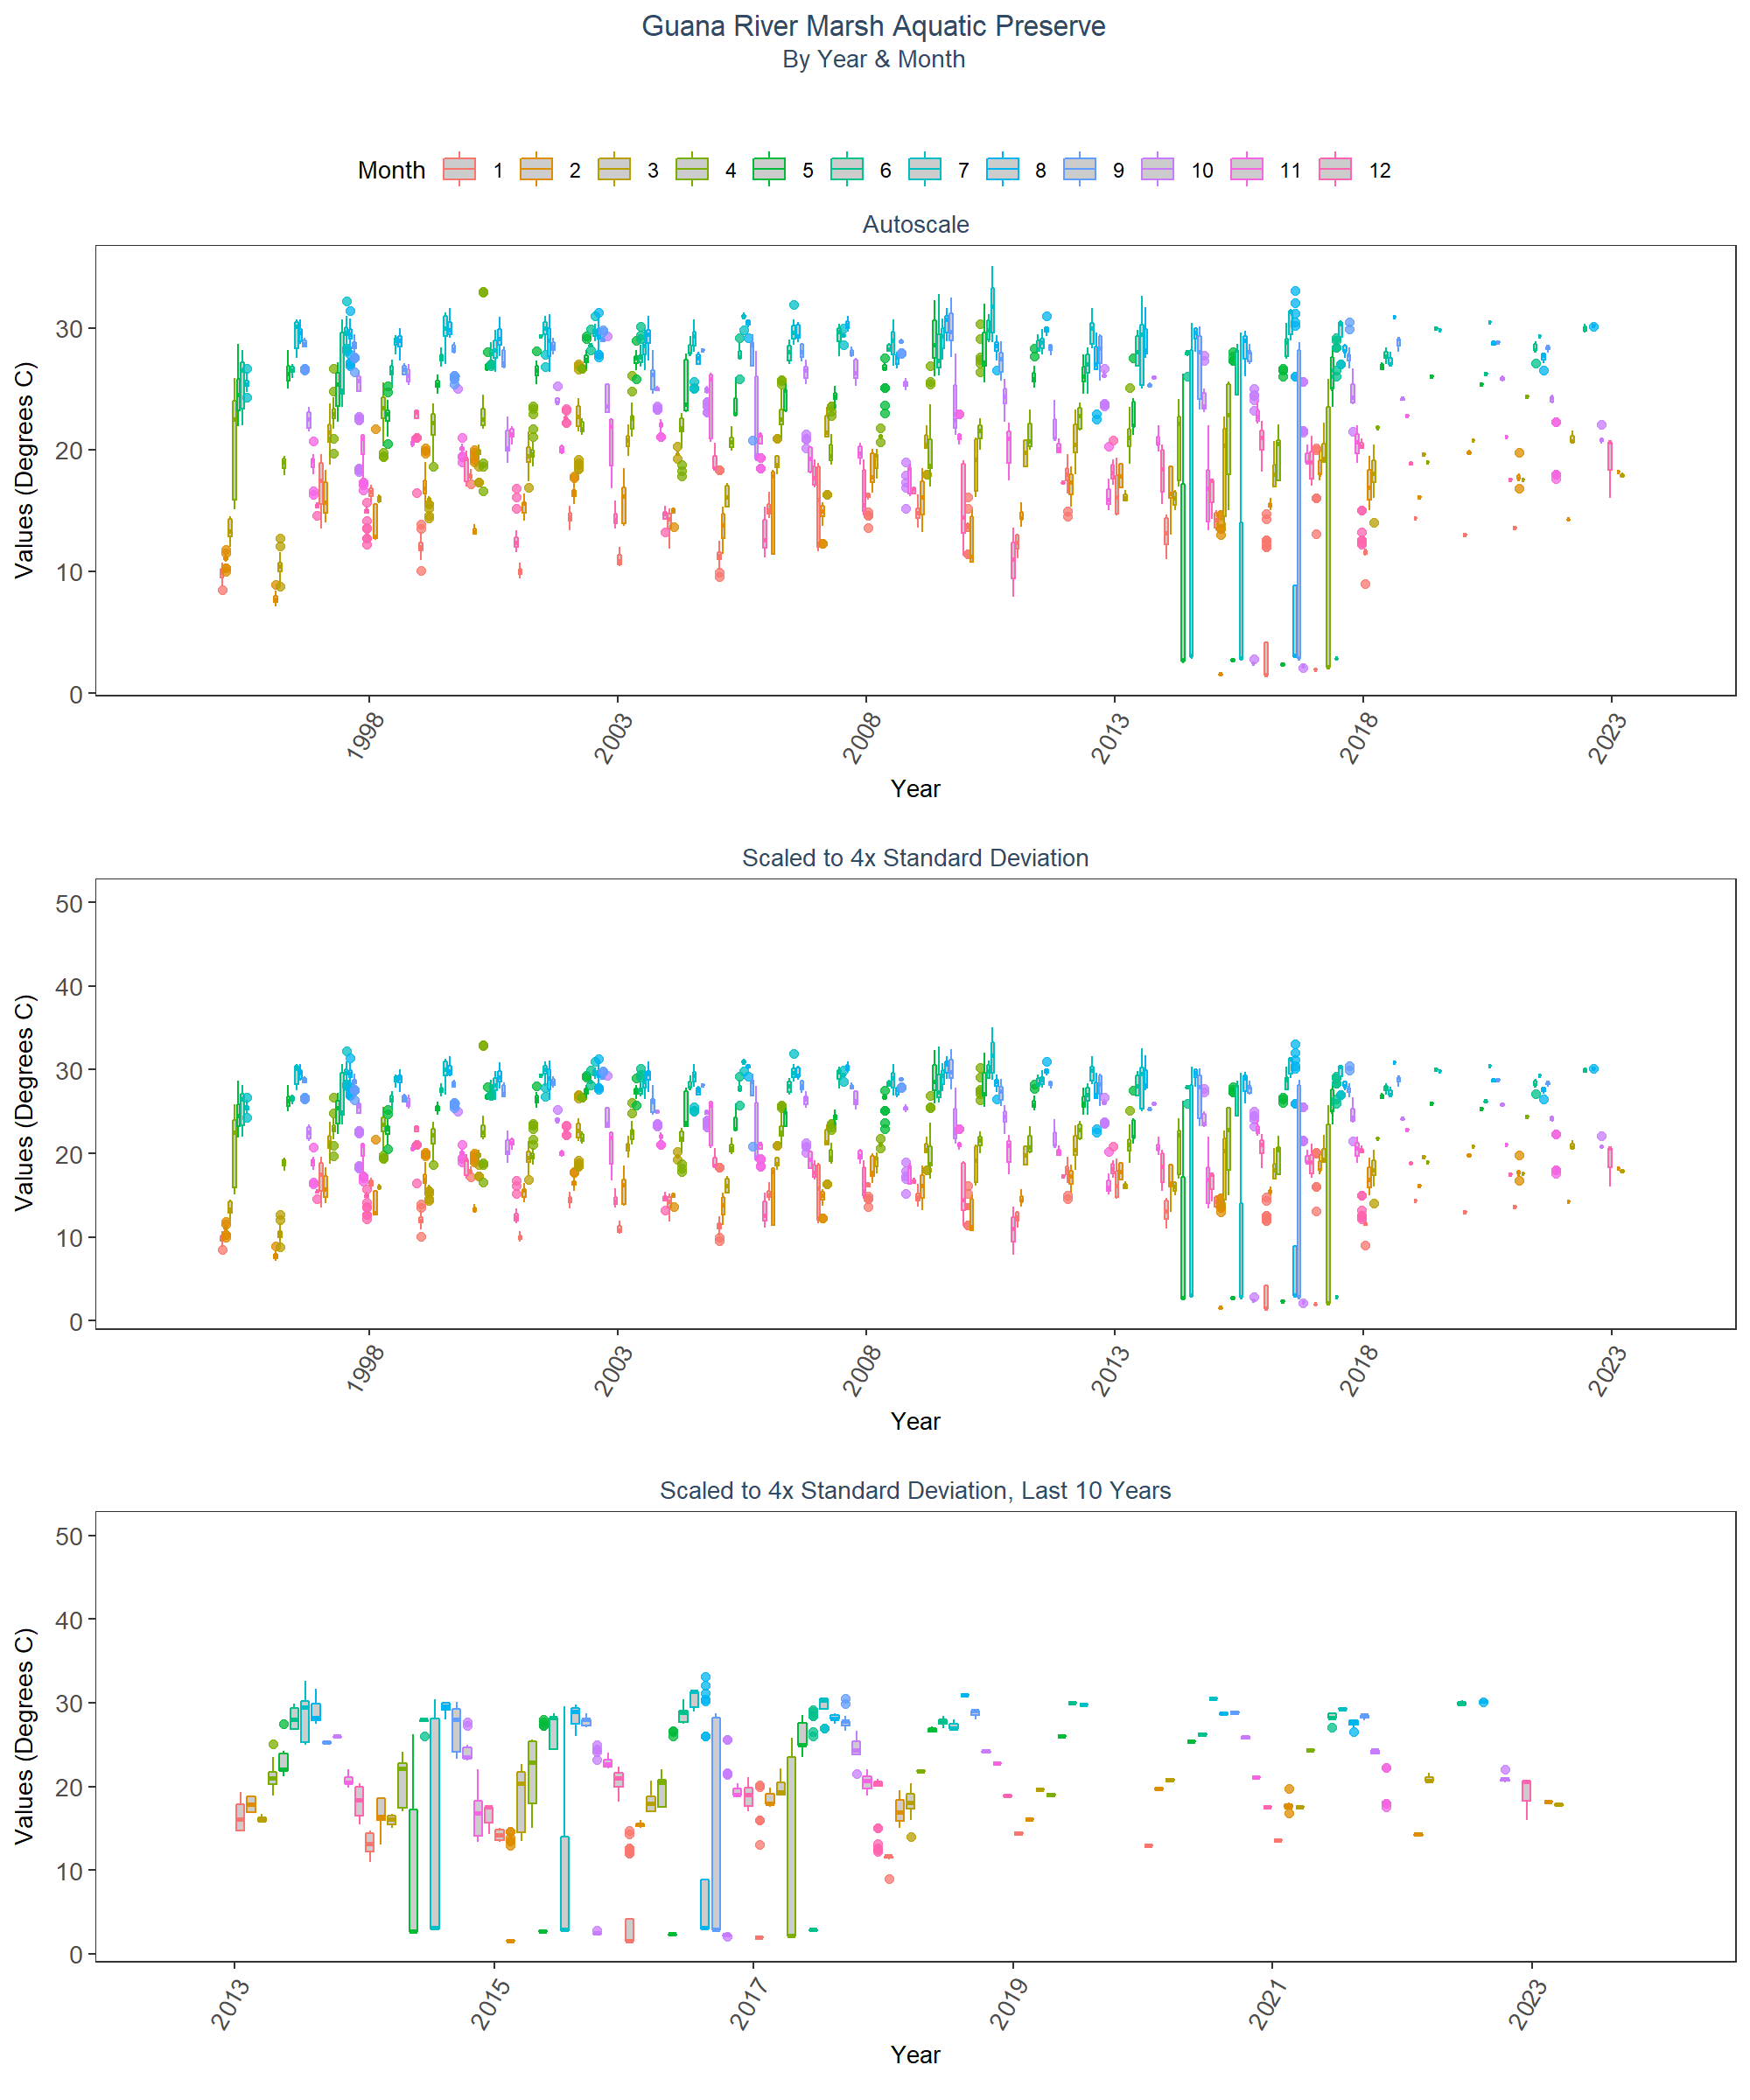 Guana River Marsh Aquatic Preserve
By Year & Month
Month 1 2 3 4 5 6 7 8 9 10 11 12
Autoscale
Values (Degrees C)
30
20
10
0
1998 2003 2008 2013 2018 2023
Year
Scaled to 4x Standard Deviation
Values (Degrees C)
50
40
30
20
10
0
1998 2003 2008 2013 2018 2023
Year
Scaled to 4x Standard Deviation, Last 10 Years
Values (Degrees C)
50
40
30
20
10
0
2013 2015 2017 2019 2021 2023
Year